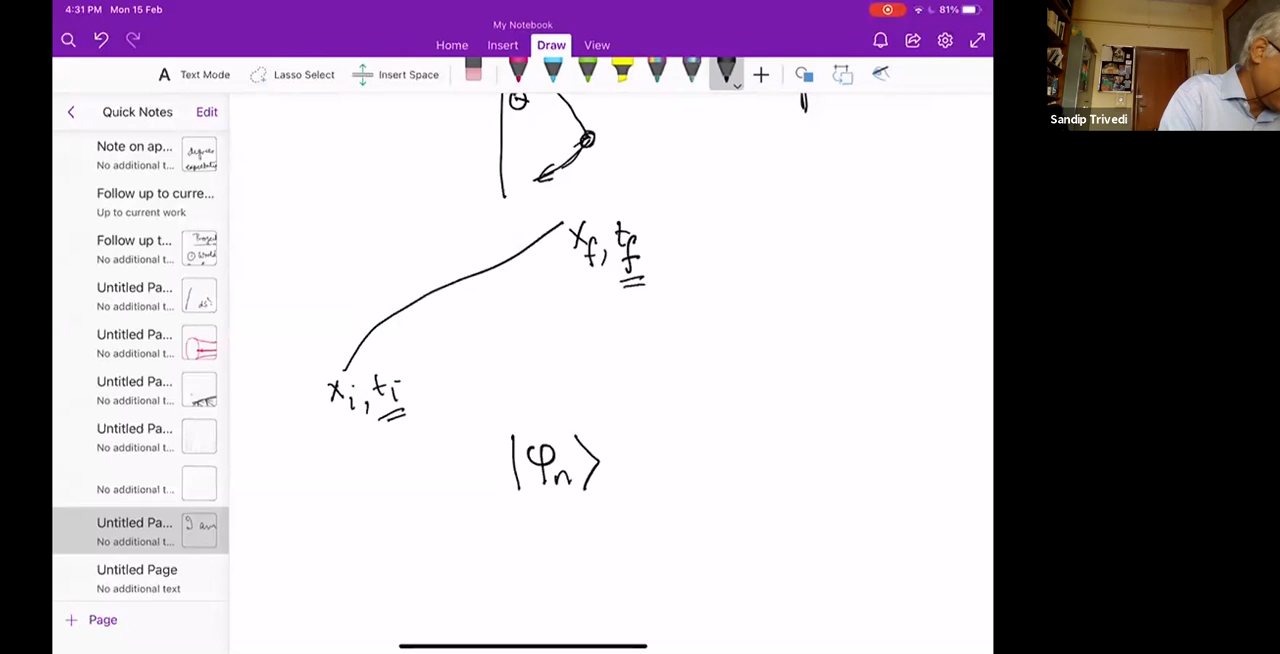 4:31 PM Mon 15 Feb
81%
My Notebook
Home Insert Draw View
A Text Mode Lasso Select Insert Space
Sandip Trivedi
Quick Notes Edit
Note on ap...
No additional t...
Follow up to curre...
Up to current work
Follow up t...
No additional t...
Untitled Pa...
No additional t...
Untitled Pa...
No additional t...
Untitled Pa...
No additional t...
Untitled Pa...
No additional t...
No additional t...
Untitled Pa...
No additional t...
I am
Untitled Page
No additional text
+ Page
x_f, t_f
x_i, t_i
|φ_n⟩